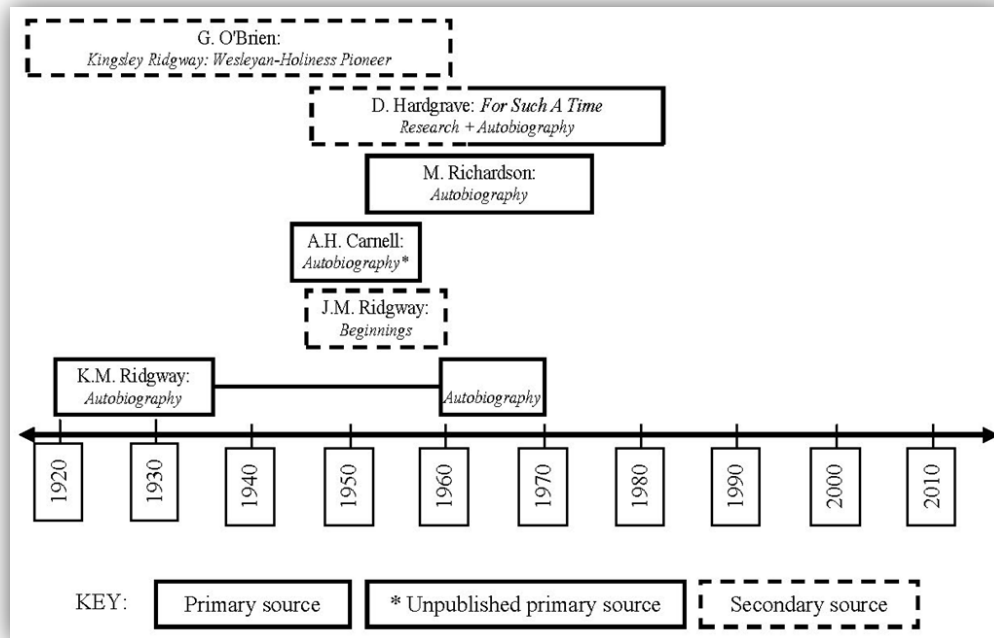 G. O'Brien:
Kingsley Ridgway: Wesleyan-Holiness Pioneer
D. Hardgrave: For Such A Time
Research + Autobiography
M. Richardson:
Autobiography
A.H. Carnell:
Autobiography*
J.M. Ridgway:
Beginnings
K.M. Ridgway:
Autobiography
Autobiography
1920
1930
1940
1950
1960
1970
1980
1990
2000
2010
KEY:
Primary source
* Unpublished primary source
Secondary source